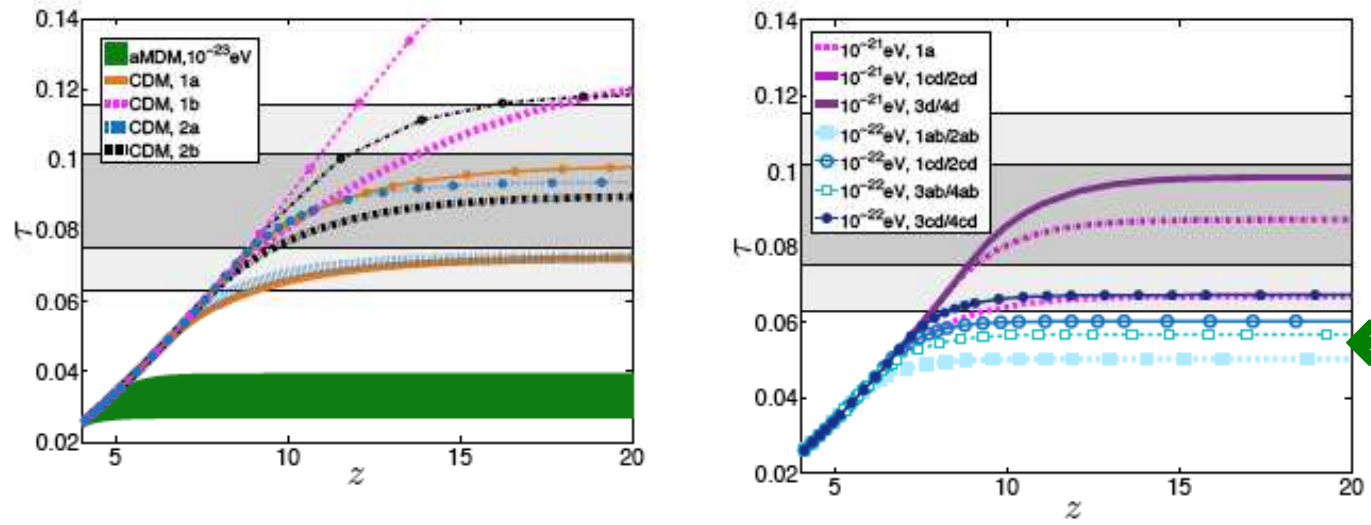 0.14
0.12
0.1
0.08
0.06
0.04
0.02
τ
5
10
15
20
z
aMDM,10⁻²³eV
CDM, 1a
CDM, 1b
CDM, 2a
CDM, 2b
0.14
0.12
0.1
0.08
0.06
0.04
0.02
τ
5
10
15
20
z
10⁻²¹eV, 1a
10⁻²¹eV, 1cd/2cd
10⁻²¹eV, 3d/4d
10⁻²²eV, 1ab/2ab
10⁻²²eV, 1cd/2cd
10⁻²²eV, 3ab/4ab
10⁻²²eV, 3cd/4cd